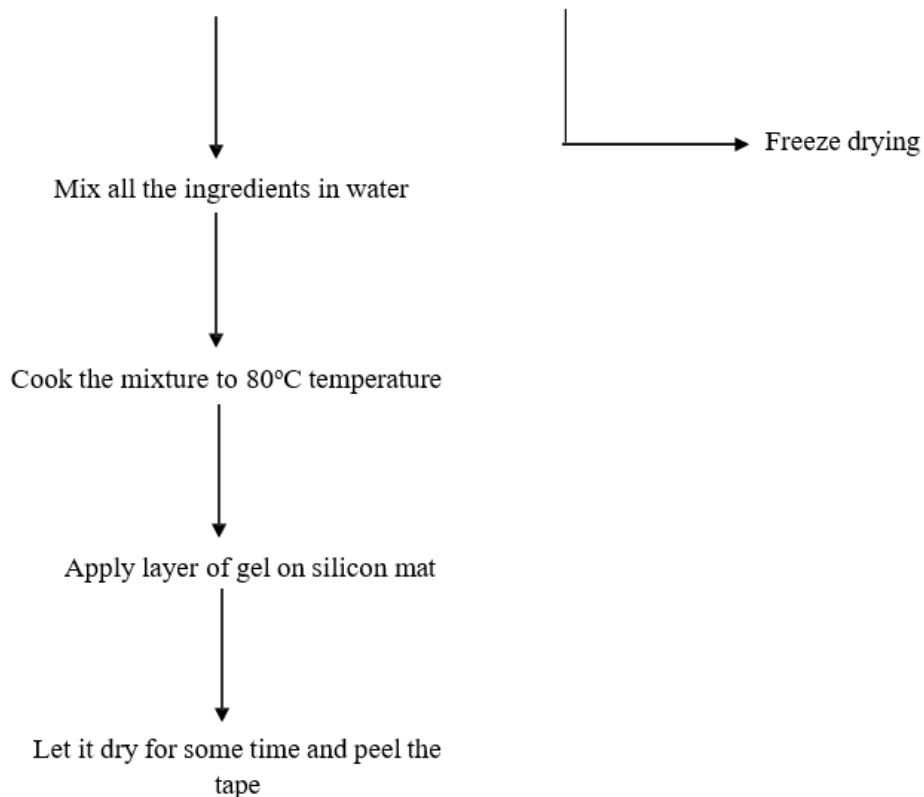 Freeze drying
Mix all the ingredients in water
Cook the mixture to 80°C temperature
Apply layer of gel on silicon mat
Let it dry for some time and peel the
tape